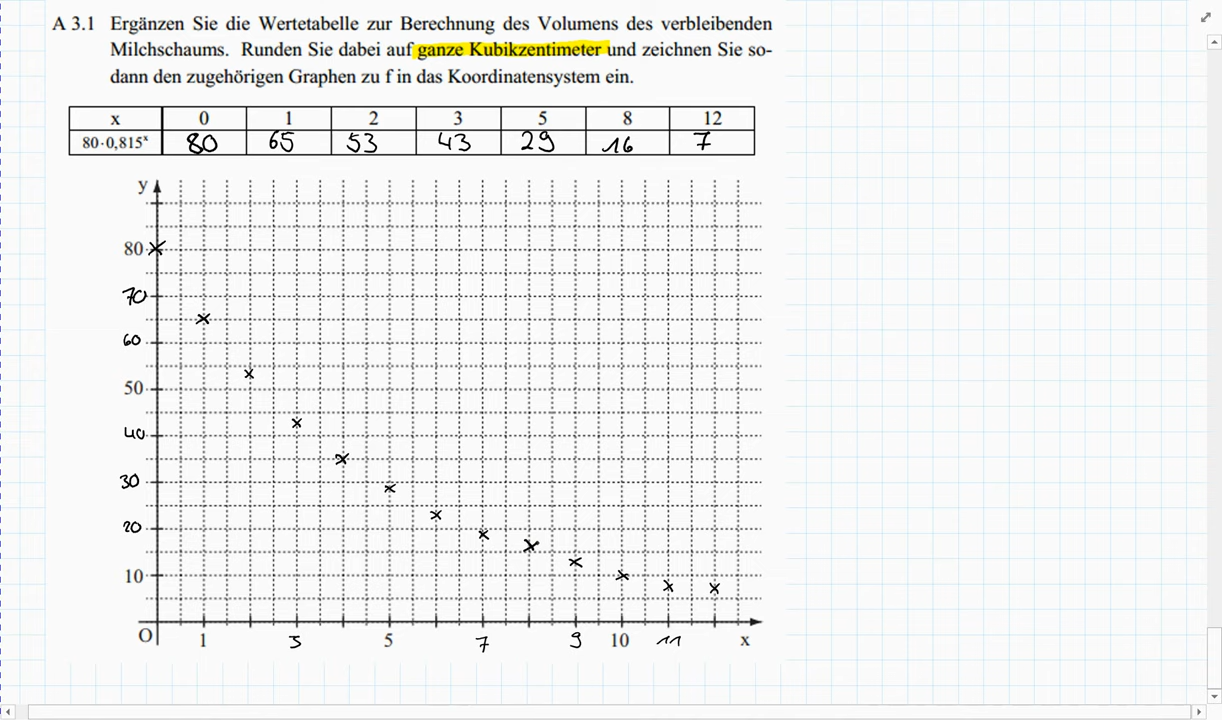 A 3.1 Ergänzen Sie die Wertetabelle zur Berechnung des Volumens des verbleibenden
Milchschaums. Runden Sie dabei auf ganze Kubikzentimeter und zeichnen Sie so-
dann den zugehörigen Graphen zu f in das Koordinatensystem ein.
x 0 1 2 3 5 8 12
80·0,815ˣ 80 65 53 43 29 16 7
y
80
70
60
50
40
30
20
10
O 1 3 5 7 9 10 11 x